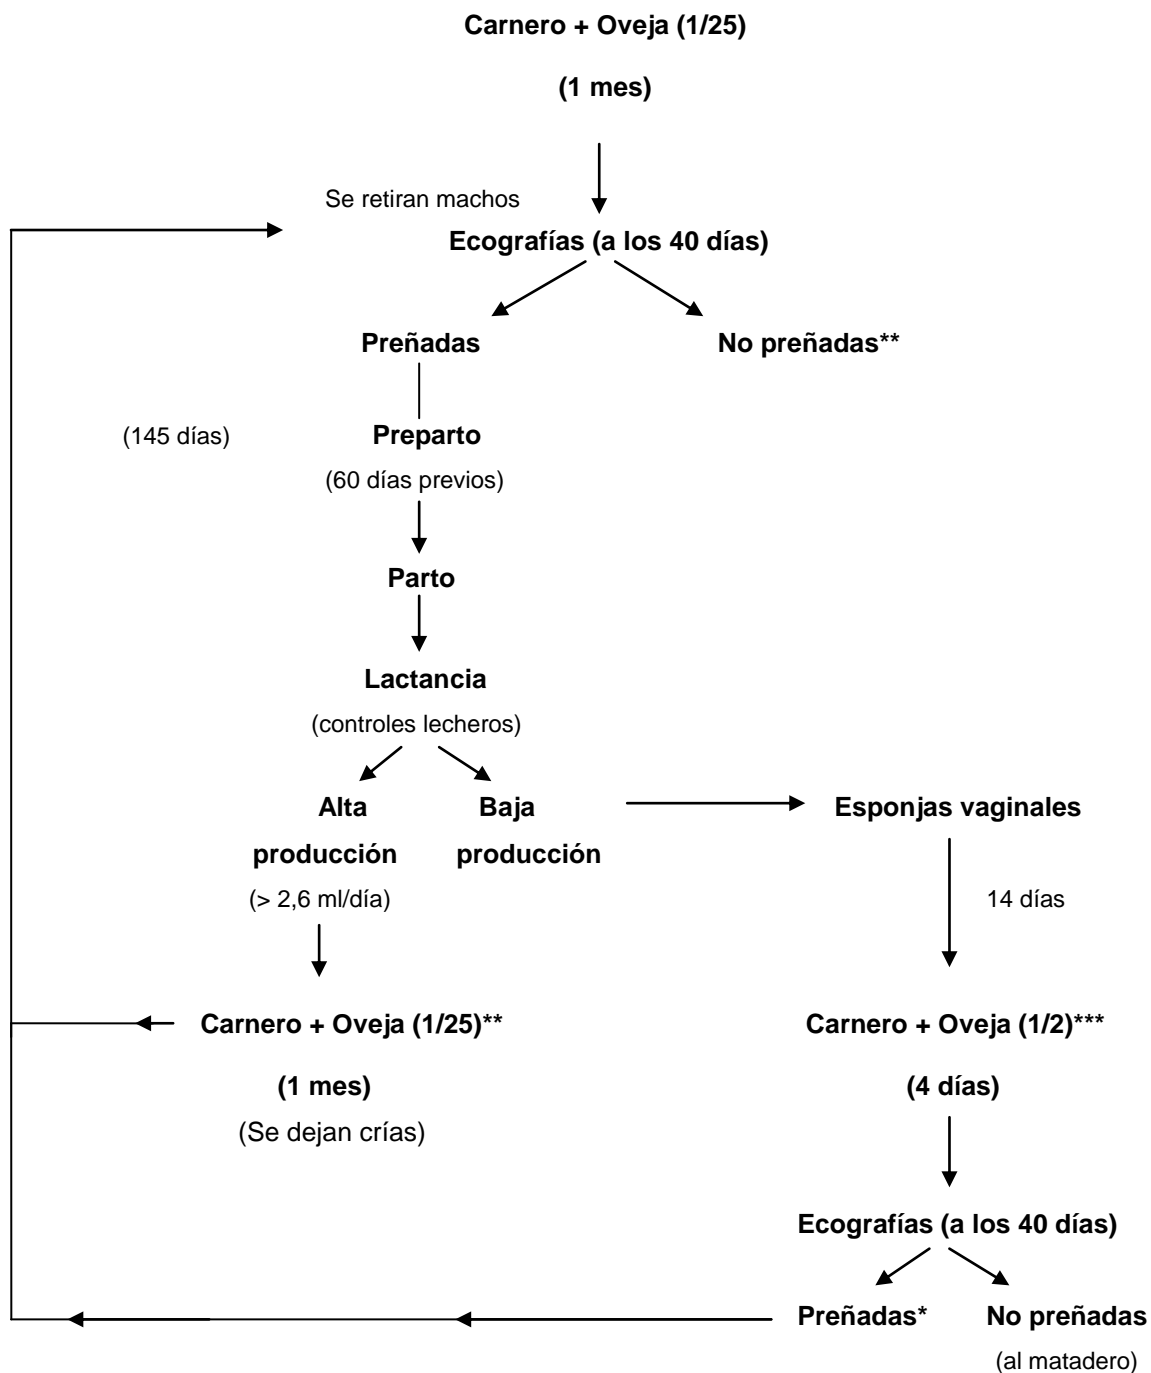 Carnero + Oveja (1/25)
(1 mes)
Se retiran machos
Ecografías (a los 40 días)
Preñadas
No preñadas**
(145 días)
Preparto
(60 días previos)
Parto
Lactancia
(controles lecheros)
Alta
producción
(> 2,6 ml/día)
Baja
producción
Esponjas vaginales
14 días
Carnero + Oveja (1/25)**
(1 mes)
(Se dejan crías)
Carnero + Oveja (1/2)***
(4 días)
Ecografías (a los 40 días)
Preñadas*
No preñadas
(al matadero)